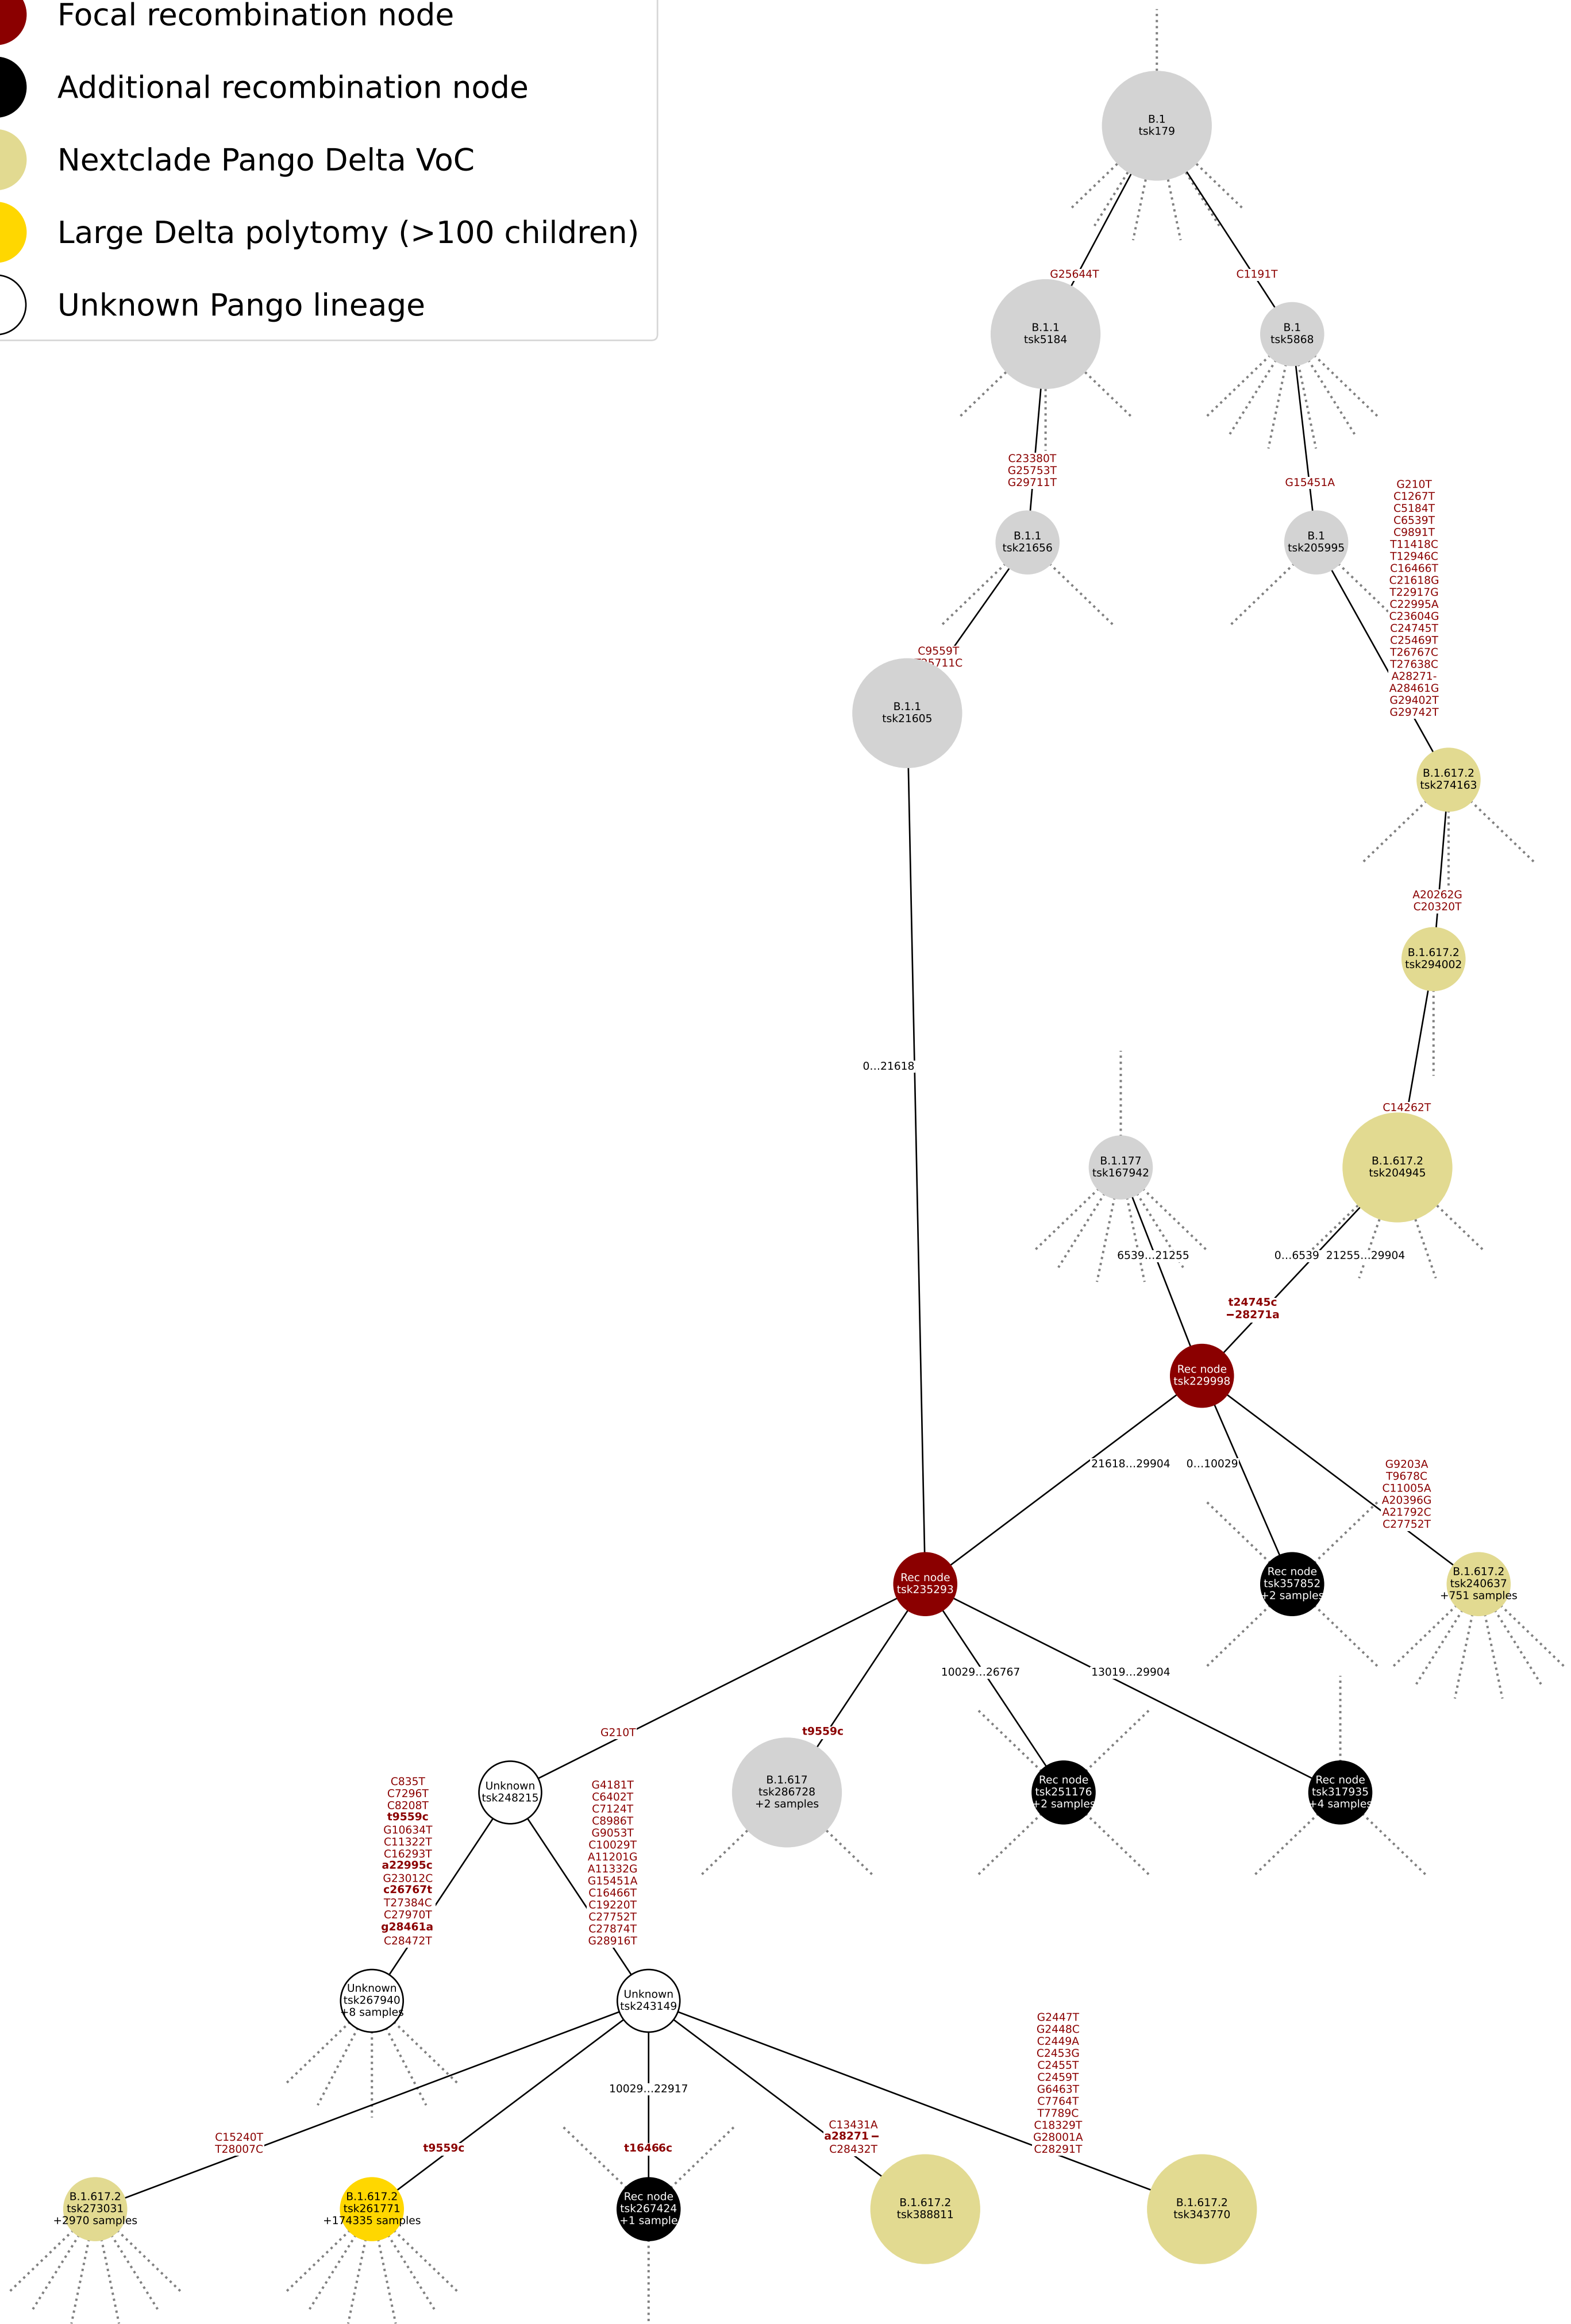 Focal recombination node
Additional recombination node
Nextclade Pango Delta VoC
Large Delta polytomy (>100 children)
Unknown Pango lineage
B.1
tsk179
G25644T
C1191T
B.1.1
tsk5184
B.1
tsk5868
C23380T
G25753T
G29711T
G15451A
B.1.1
tsk21656
B.1
tsk205995
G210T
C1267T
C5184T
C6539T
C9891T
T11418C
T12946C
C16466T
C21618G
T22917G
C22995A
C23604G
C24745T
C25469T
T26767C
T27638C
A28271-
A28461G
G29402T
G29742T
C9559T
B.1.1
tsk21605
B.1.617.2
tsk274163
A20262G
C20320T
B.1.617.2
tsk294002
0...21618
C14262T
B.1.177
tsk167942
B.1.617.2
tsk204945
6539...21255
0...6539 21255...29904
t24745c
−28271a
Rec node
tsk229998
21618...29904
0...10029
G9203A
T9678C
C11005A
A20396G
A21792C
C27752T
Rec node
tsk235293
Rec node
tsk357852
+2 samples
B.1.617.2
tsk240637
+751 samples
10029...26767
13019...29904
G210T
t9559c
Unknown
tsk248215
B.1.617
tsk286728
+2 samples
Rec node
tsk251176
+2 samples
Rec node
tsk317935
+4 samples
C835T
C7296T
C8208T
t9559c
G10634T
C11322T
C16293T
a22995c
G23012C
c26767t
T27384C
C27970T
g28461a
C28472T
G4181T
C6402T
C7124T
C8986T
G9053T
C10029T
A11201G
A11332G
G15451A
C16466T
C19220T
C27752T
C27874T
G28916T
Unknown
tsk267940
+8 samples
Unknown
tsk243149
10029...22917
G2447T
G2448C
C2449A
C2453G
C2455T
C2459T
G6463T
C7764T
T7789C
C18329T
G28001A
C28291T
C15240T
T28007C
t9559c
t16466c
C13431A
a28271−
C28432T
B.1.617.2
tsk273031
+2970 samples
B.1.617.2
tsk261771
+174335 samples
Rec node
tsk267424
+1 sample
B.1.617.2
tsk388811
B.1.617.2
tsk343770